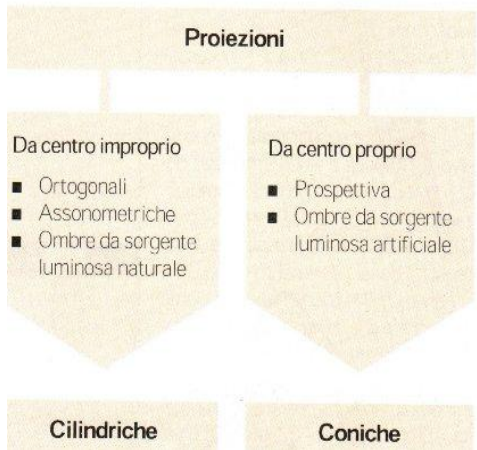 Proiezioni
Da centro improprio
■ Ortogonali
■ Assonometriche
■ Ombre da sorgente
luminosa naturale
Da centro proprio
■ Prospettiva
■ Ombre da sorgente
luminosa artificiale
Cilindriche
Coniche